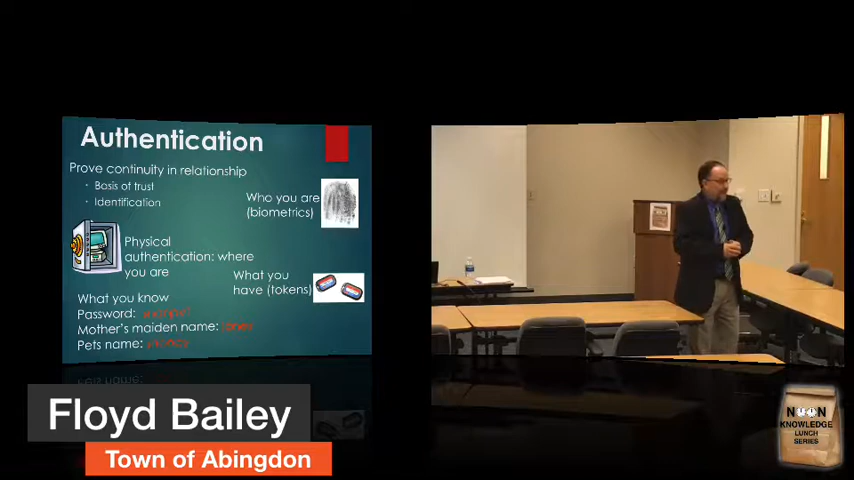 Authentication
Prove continuity in relationship
· Basis of trust
· Identification
Who you are
(biometrics)
Physical
authentication: where
you are
What you
have (tokens)
What you know
Password:
Mother's maiden name: jones
Pets name:
Floyd Bailey
Town of Abingdon
NOON
KNOWLEDGE
LUNCH
SERIES